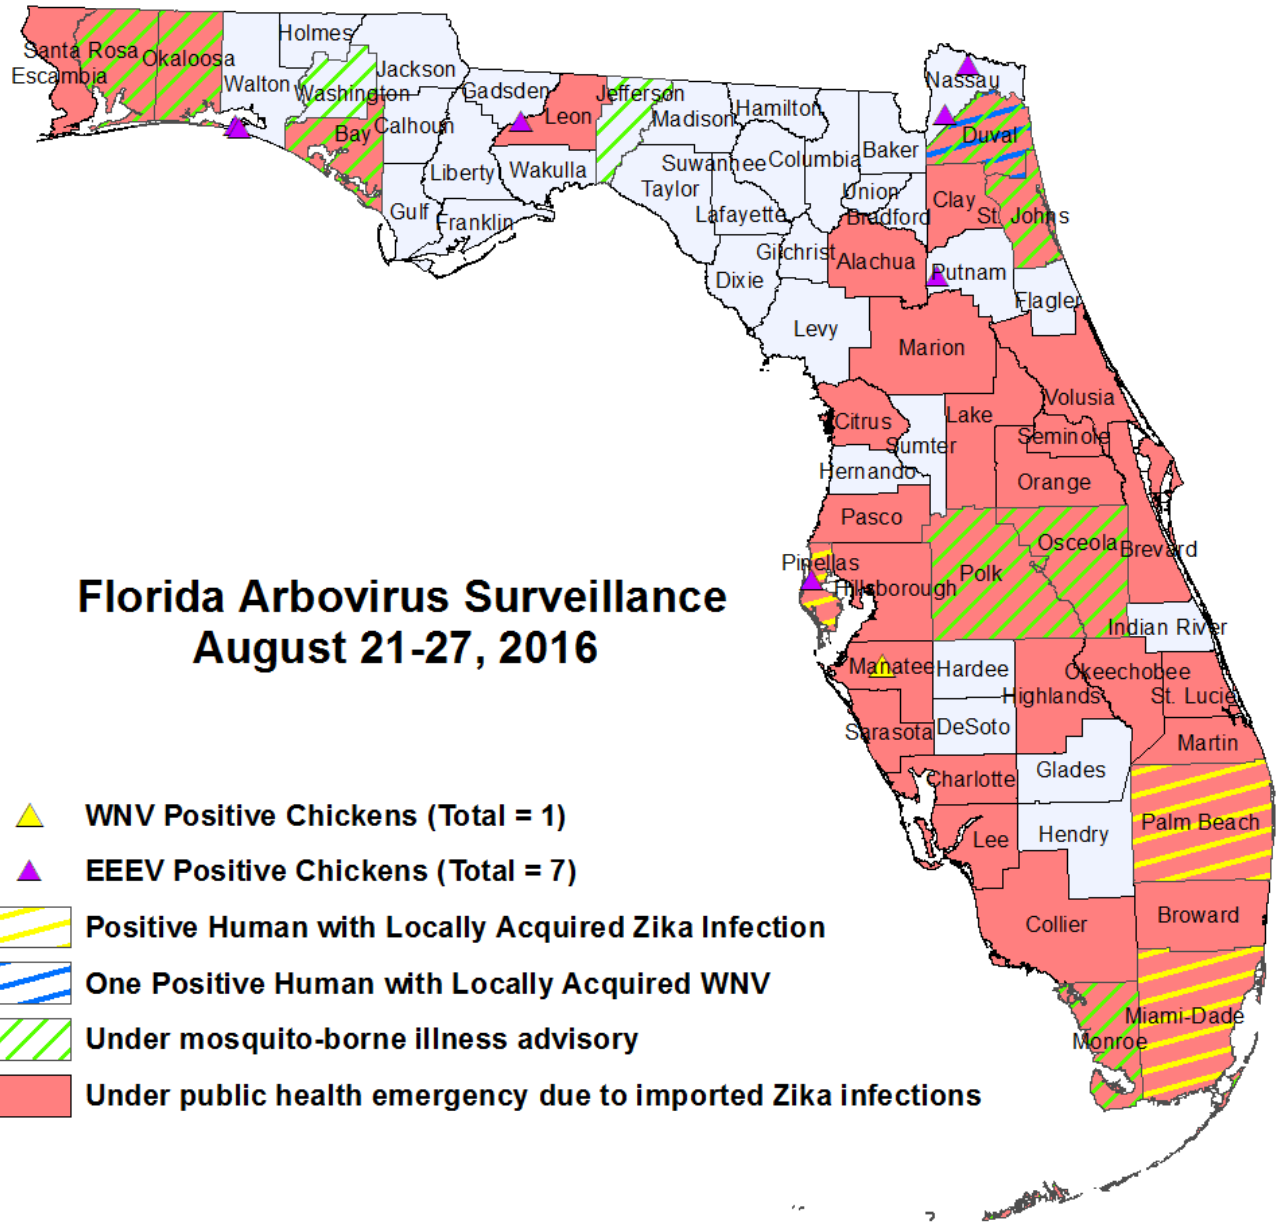 Holmes
Santa Rosa
Okaloosa
Escambia
Walton
Jackson
Washington
Gadsden
Jefferson
Leon
Bay
Calhoun
Madison
Hamilton
Nassau
Duval
Liberty
Wakulla
Suwannee
Columbia
Baker
Taylor
Union
Gulf
Franklin
Lafayette
Bradford
Clay
St. Johns
Gilchrist
Alachua
Dixie
Putnam
Flagler
Levy
Marion
Volusia
Citrus
Lake
Sumter
Seminole
Hernando
Orange
Pasco
Osceola
Brevard
Pinellas
Hillsborough
Polk
Florida Arbovirus Surveillance
August 21-27, 2016
Indian River
Manatee
Hardee
Okeechobee
Highlands
St. Lucie
Sarasota
DeSoto
Martin
Charlotte
Glades
WNV Positive Chickens (Total = 1)
Palm Beach
Lee
Hendry
EEEV Positive Chickens (Total = 7)
Positive Human with Locally Acquired Zika Infection
Collier
Broward
One Positive Human with Locally Acquired WNV
Miami-Dade
Monroe
Under mosquito-borne illness advisory
Under public health emergency due to imported Zika infections